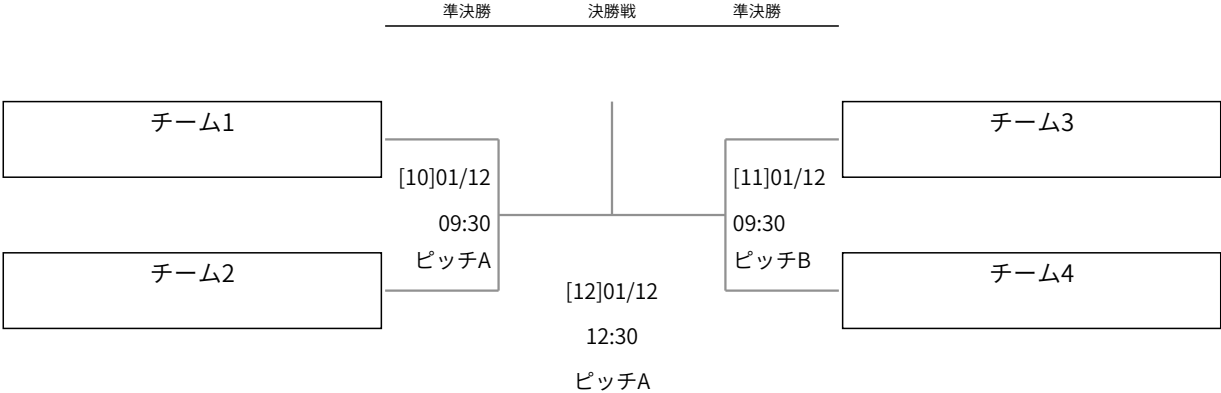 準決勝
決勝戦
準決勝
チーム1
チーム3
[10]01/12
09:30
ピッチA
[11]01/12
09:30
ピッチB
チーム2
チーム4
[12]01/12
12:30
ピッチA